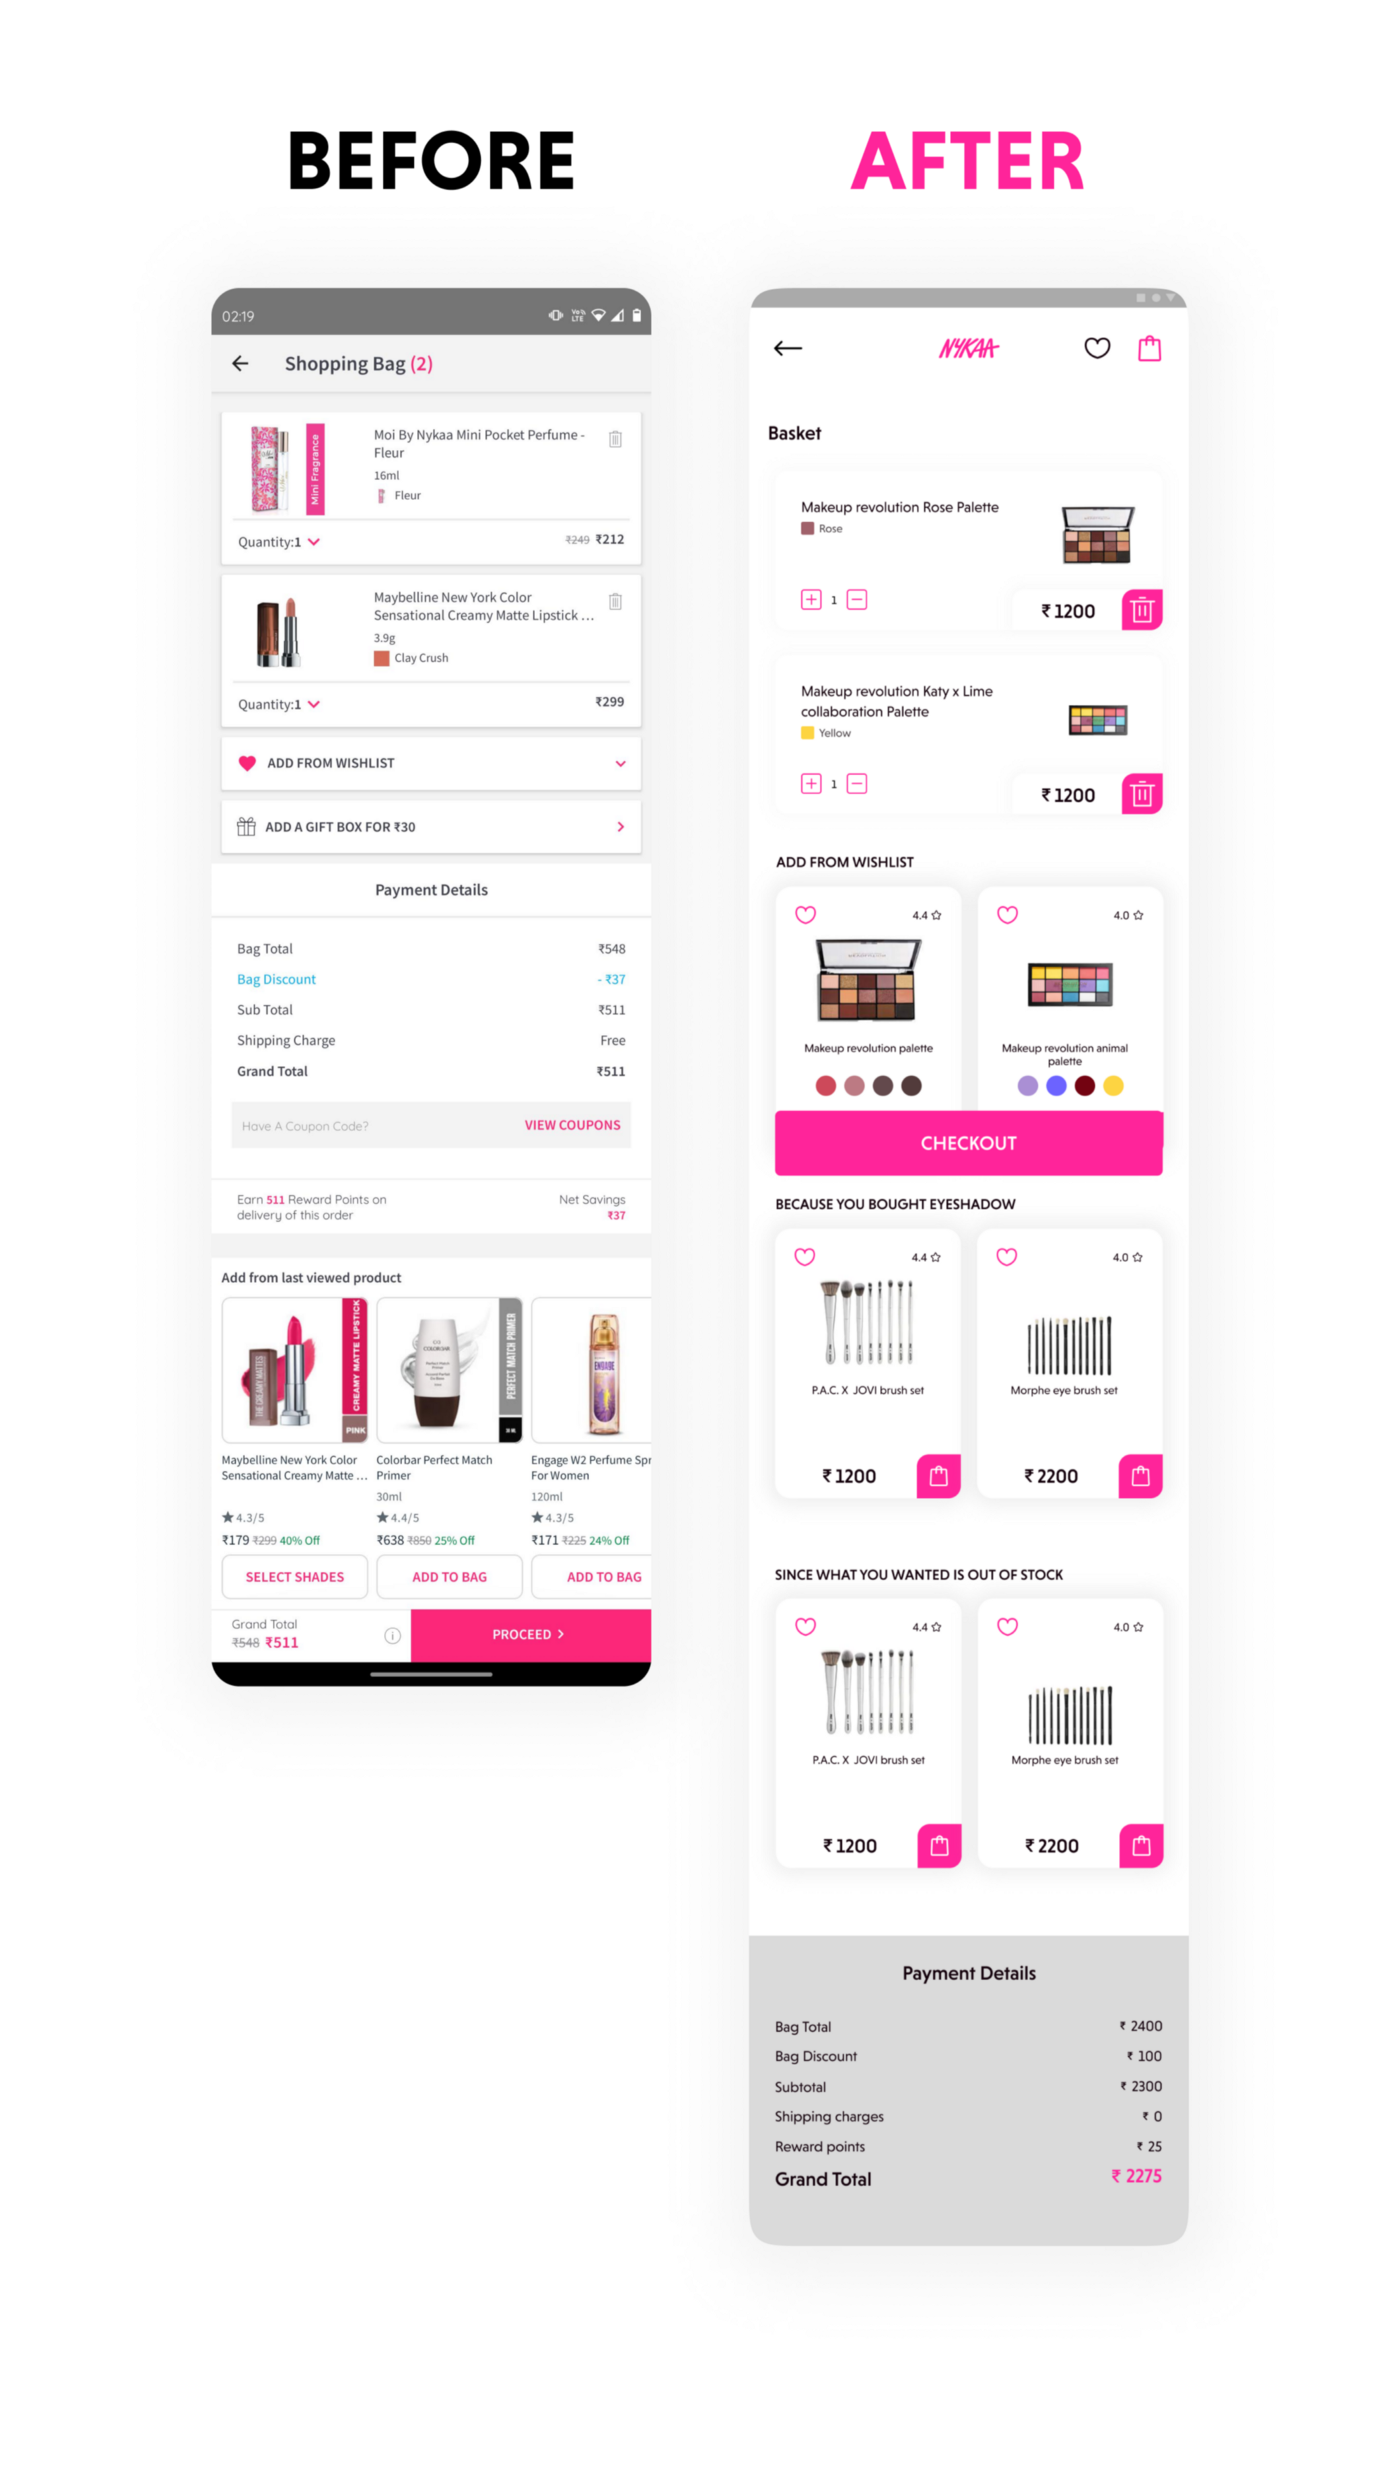 BEFORE
AFTER
02:19
Shopping Bag (2)
Mini Fragrance
Moi By Nykaa Mini Pocket Perfume -
Fleur
16ml
Fleur
Quantity:1
₹249 ₹212
Maybelline New York Color
Sensational Creamy Matte Lipstick ...
3.9g
Clay Crush
Quantity:1
₹299
ADD FROM WISHLIST
ADD A GIFT BOX FOR ₹30
Payment Details
Bag Total ₹548
Bag Discount - ₹37
Sub Total ₹511
Shipping Charge Free
Grand Total ₹511
Have A Coupon Code? VIEW COUPONS
Earn 511 Reward Points on
delivery of this order
Net Savings
₹37
Add from last viewed product
THE CREAMY MATTES
CREAMY MATTE LIPSTICK
PINK
COLORBAR
PERFECT MATCH PRIMER
ENGAGE
Maybelline New York Color
Sensational Creamy Matte ...
4.3/5
₹179 ₹299 40% Off
SELECT SHADES
Colorbar Perfect Match
Primer
30ml
4.4/5
₹638 ₹850 25% Off
ADD TO BAG
Engage W2 Perfume Spr
For Women
120ml
4.3/5
₹171 ₹225 24% Off
ADD TO BAG
Grand Total
₹548 ₹511
PROCEED >
NYKAA
Basket
Makeup revolution Rose Palette
Rose
1
₹ 1200
Makeup revolution Katy x Lime
collaboration Palette
Yellow
1
₹ 1200
ADD FROM WISHLIST
4.4
Makeup revolution palette
4.0
Makeup revolution animal
palette
CHECKOUT
BECAUSE YOU BOUGHT EYESHADOW
4.4
P.A.C. X JOVI brush set
₹ 1200
4.0
Morphe eye brush set
₹ 2200
SINCE WHAT YOU WANTED IS OUT OF STOCK
4.4
P.A.C. X JOVI brush set
₹ 1200
4.0
Morphe eye brush set
₹ 2200
Payment Details
Bag Total ₹ 2400
Bag Discount ₹ 100
Subtotal ₹ 2300
Shipping charges ₹ 0
Reward points ₹ 25
Grand Total ₹ 2275